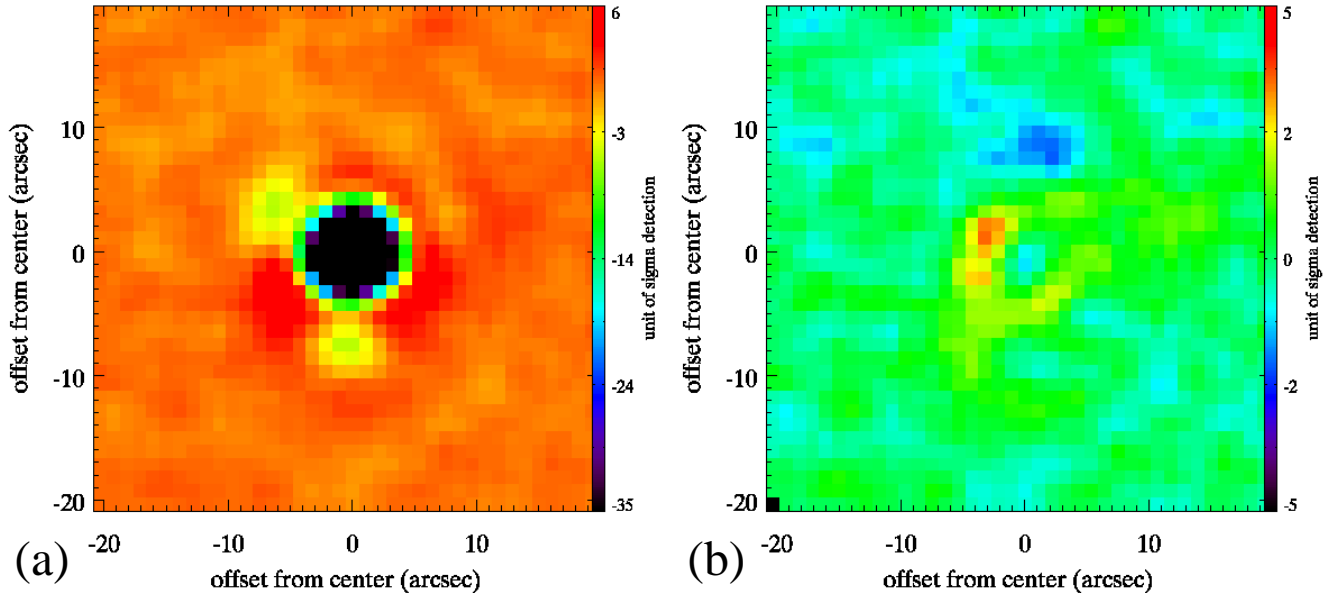 6
-3
-14
-24
-35
unit of sigma detection
10
0
-10
-20
offset from center (arcsec)
-20 -10 0 10
offset from center (arcsec)
(a)
5
2
0
-2
-5
unit of sigma detection
10
0
-10
-20
offset from center (arcsec)
-20 -10 0 10
offset from center (arcsec)
(b)